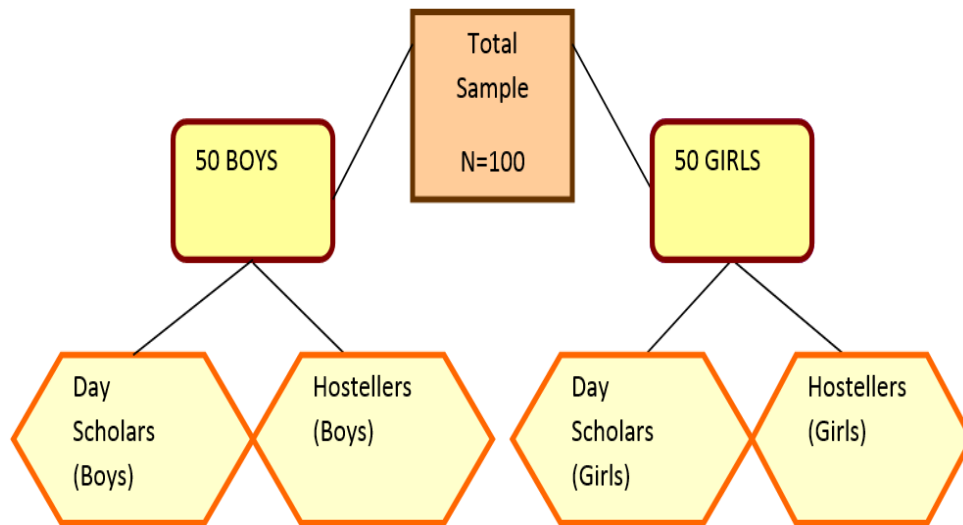 Total
Sample
N=100
50 BOYS
50 GIRLS
Day
Scholars
(Boys)
Hostellers
(Boys)
Day
Scholars
(Girls)
Hostellers
(Girls)